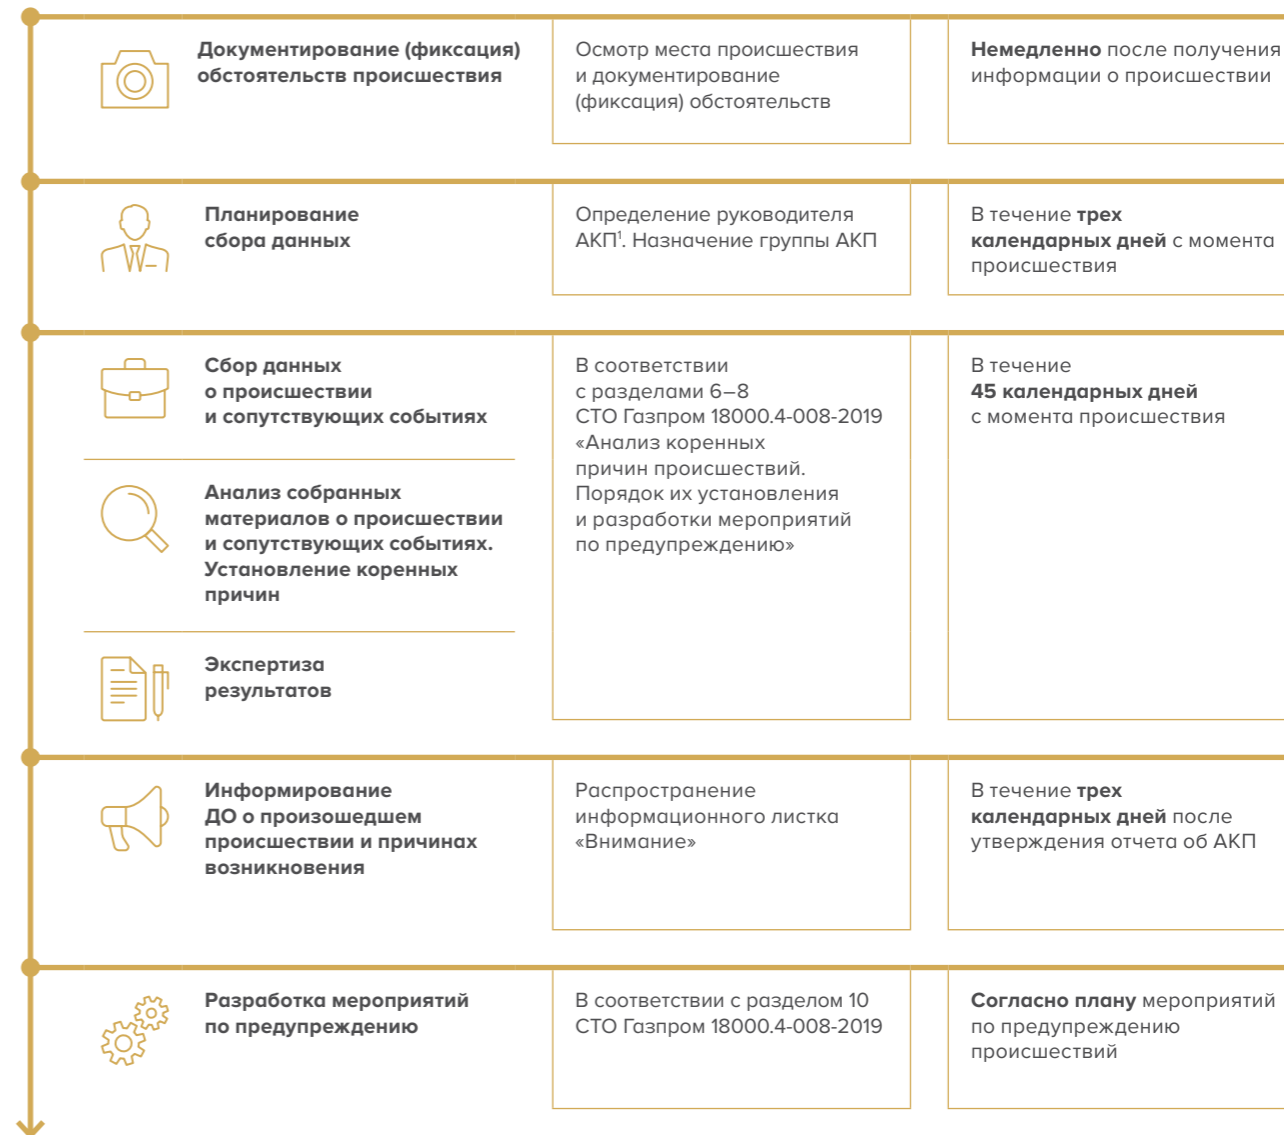 Документирование (фиксация)
обстоятельств происшествия
Осмотр места происшествия
и документирование
(фиксация) обстоятельств
Немедленно после получения
информации о происшествии
Планирование
сбора данных
Определение руководителя
АКП¹. Назначение группы АКП
В течение трех
календарных дней с момента
происшествия
Сбор данных
о происшествии
и сопутствующих событиях
Анализ собранных
материалов о происшествии
и сопутствующих событиях.
Установление коренных
причин
Экспертиза
результатов
В соответствии
с разделами 6–8
СТО Газпром 18000.4-008-2019
«Анализ коренных
причин происшествий.
Порядок их установления
и разработки мероприятий
по предупреждению»
В течение
45 календарных дней
с момента происшествия
Информирование
ДО о произошедшем
происшествии и причинах
возникновения
Распространение
информационного листка
«Внимание»
В течение трех
календарных дней после
утверждения отчета об АКП
Разработка мероприятий
по предупреждению
В соответствии с разделом 10
СТО Газпром 18000.4-008-2019
Согласно плану мероприятий
по предупреждению
происшествий